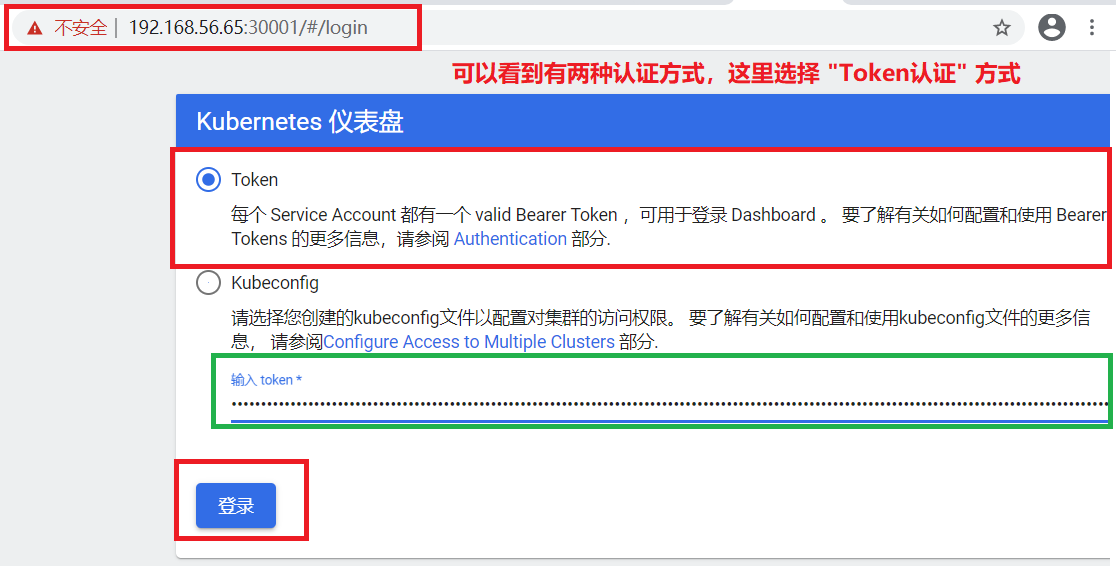 不安全 | 192.168.56.65:30001/#/login
可以看到有两种认证方式，这里选择 "Token认证" 方式
Kubernetes 仪表盘
Token
每个 Service Account 都有一个 valid Bearer Token ，可用于登录 Dashboard 。 要了解有关如何配置和使用 Bearer
Tokens 的更多信息，请参阅 Authentication 部分.
Kubeconfig
请选择您创建的kubeconfig文件以配置对集群的访问权限。 要了解有关如何配置和使用kubeconfig文件的更多信
息， 请参阅Configure Access to Multiple Clusters 部分.
输入 token *
登录